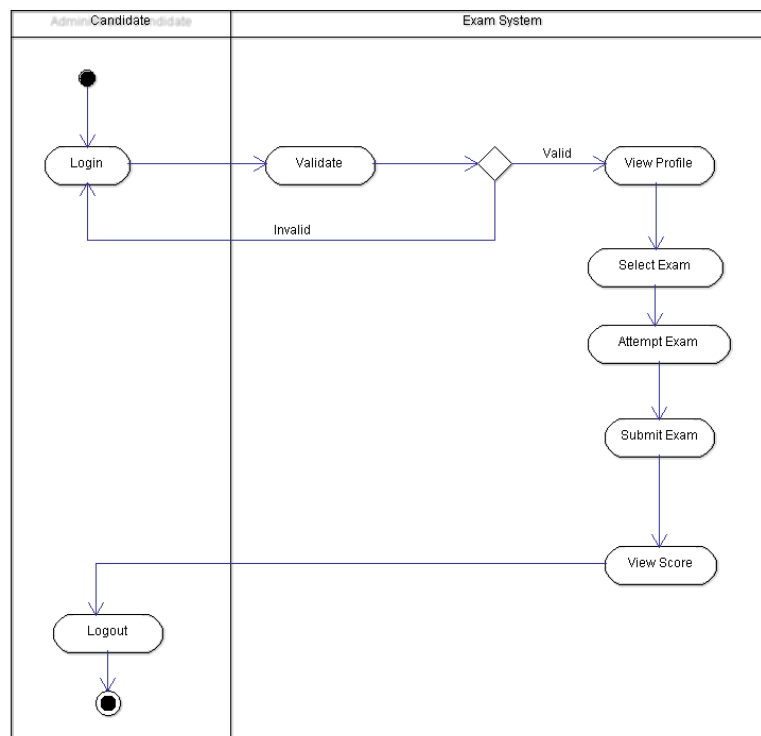 Candidate
Exam System
Login
Validate
Valid
View Profile
Invalid
Select Exam
Attempt Exam
Submit Exam
View Score
Logout